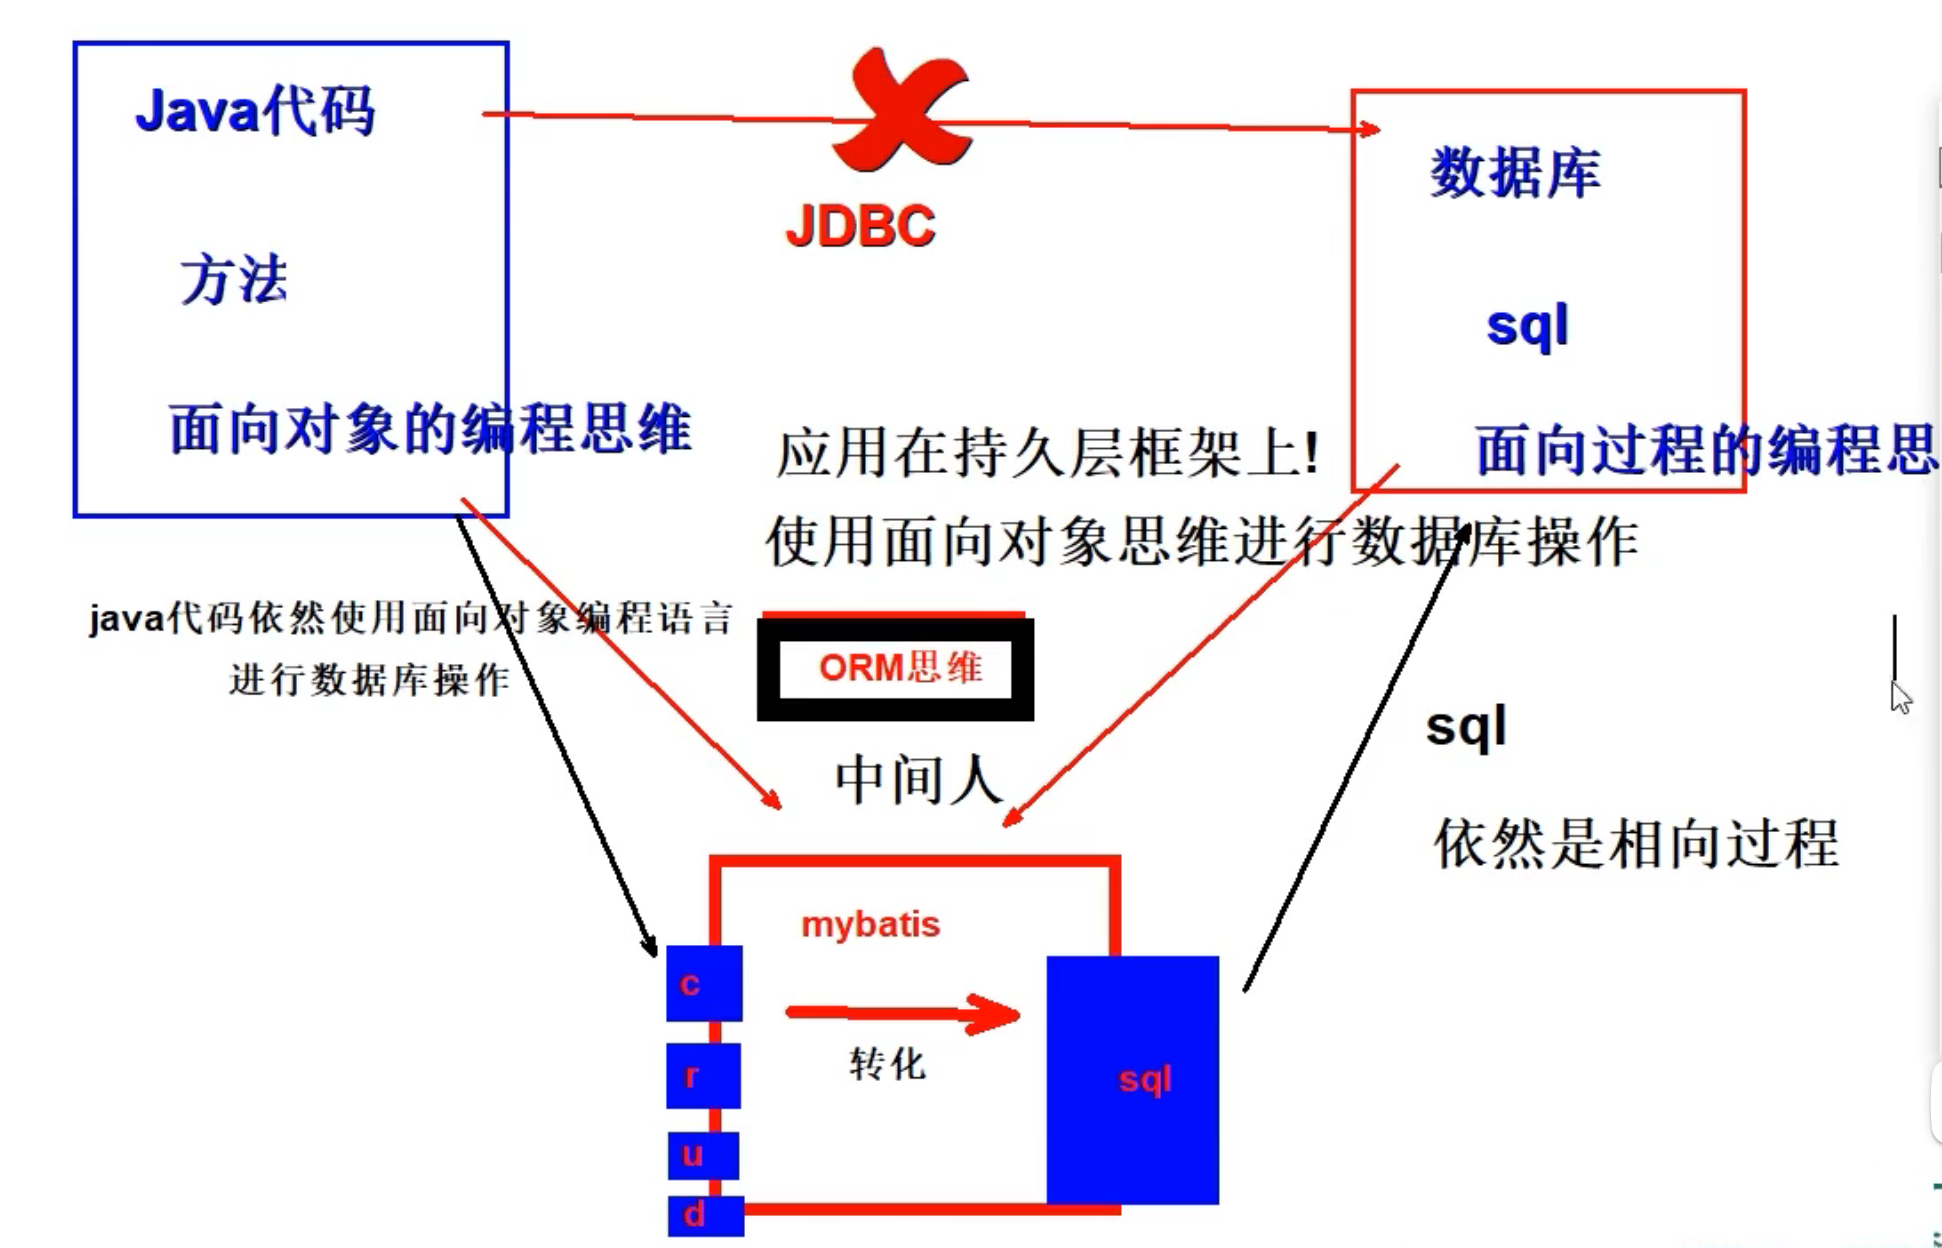 Java代码
方法
面向对象的编程思维
JDBC
数据库
sql
面向过程的编程思
应用在持久层框架上!
使用面向对象思维进行数据库操作
java代码依然使用面向对象编程语言
进行数据库操作
ORM思维
中间人
sql
依然是相向过程
mybatis
转化
c
r
u
d
sql